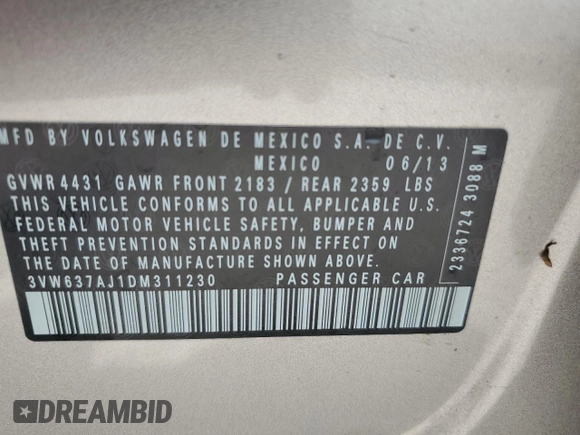 MFD BY VOLKSWAGEN DE MEXICO S.A. DE C.V.
MEXICO 06/13
GVWR 4431 GAWR FRONT 2183 / REAR 2359 LBS
THIS VEHICLE CONFORMS TO ALL APPLICABLE U.S.
FEDERAL MOTOR VEHICLE SAFETY, BUMPER AND
THEFT PREVENTION STANDARDS IN EFFECT ON
THE DATE OF MANUFACTURE SHOWN ABOVE.
3VW637AJ1DM311230 PASSENGER CAR
2336724 3088 M
DREAMBID